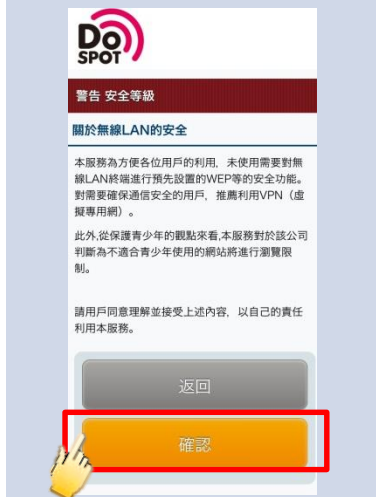 Do
SPOT
警告 安全等級
關於無線LAN的安全
本服務為方便各位用戶的利用，未使用需要對無
線LAN終端進行預先設置的WEP等的安全功能。
對需要確保通信安全的用戶，推薦利用VPN（虛
擬專用網）。
此外,從保護青少年的觀點來看,本服務對於該公司
判斷為不適合青少年使用的網站將進行瀏覽限
制。
請用戶同意理解並接受上述內容，以自己的責任
利用本服務。
返回
確認